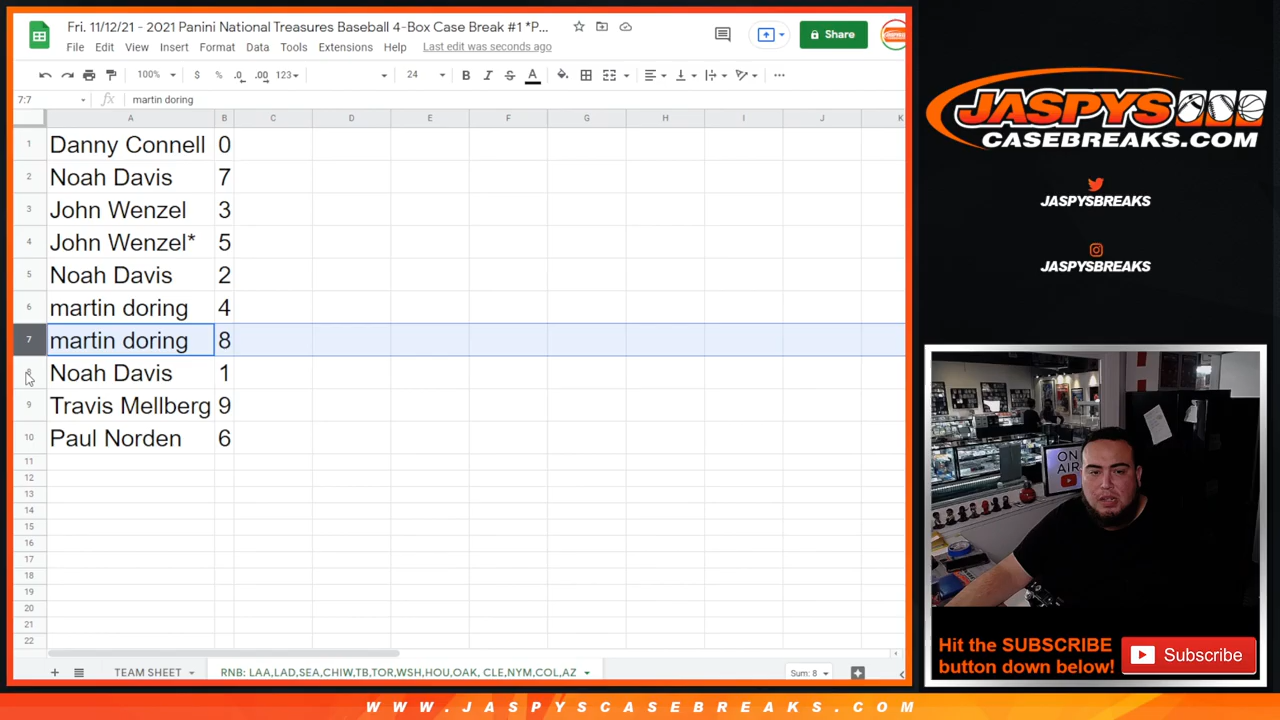 Fri. 11/12/21 - 2021 Panini National Treasures Baseball 4-Box Case Break #1 *P...
File Edit View Insert Format Data Tools Extensions Help Last edit was seconds ago
Share
100% $ % .0 .00 123 24 B I S A
7:7 fx martin doring
A B C D E F G H I J K
1 Danny Connell 0
2 Noah Davis 7
3 John Wenzel 3
4 John Wenzel* 5
5 Noah Davis 2
6 martin doring 4
7 martin doring 8
8 Noah Davis 1
9 Travis Mellberg 9
10 Paul Norden 6
11
12
13
14
15
16
17
18
19
20
21
22
TEAM SHEET RNB: LAA,LAD,SEA,CHIW,TB,TOR,WSH,HOU,OAK, CLE,NYM,COL,AZ Sum: 8
JASPYS
CASEBREAKS.COM
JASPYSBREAKS
JASPYSBREAKS
ON
AIR
Hit the SUBSCRIBE
button down below!
Subscribe
WWW.JASPYSCASEBREAKS.COM